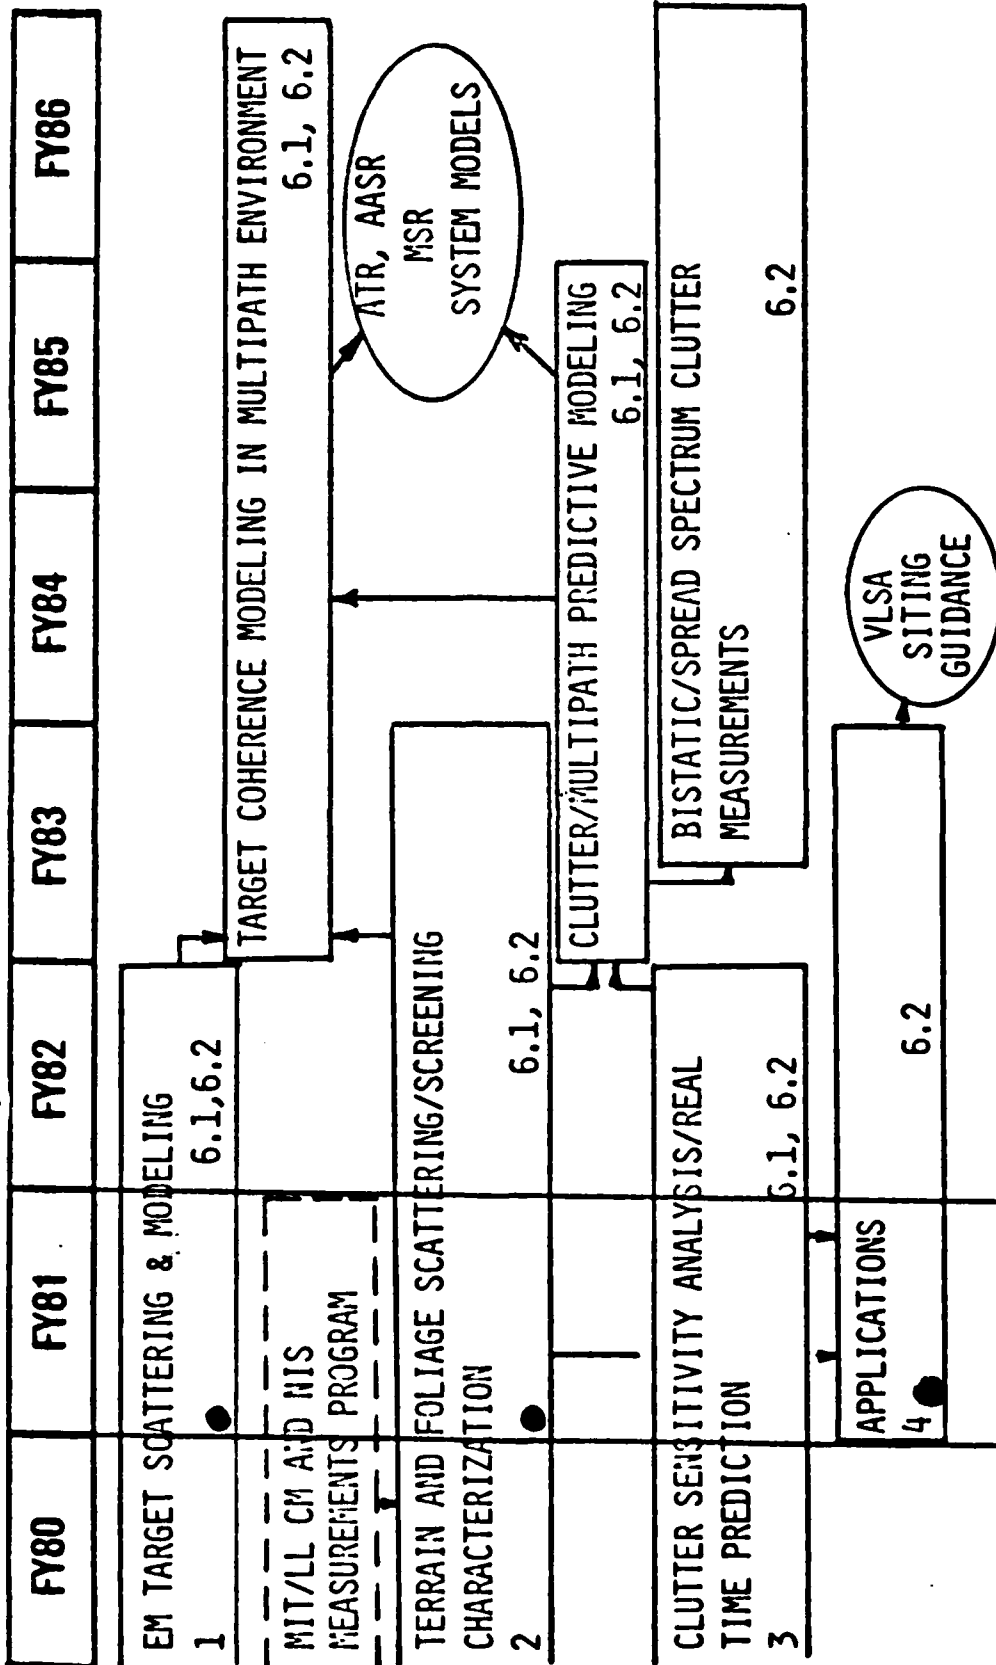 FY80 FY81 FY82 FY83 FY84 FY85 FY86
EM TARGET SCATTERING & MODELING
1
6.1,6.2
TARGET COHERENCE MODELING IN MULTIPATH ENVIRONMENT
6.1, 6.2
MIT/LL CM AND NIS
MEASUREMENTS PROGRAM
ATR, AASR
MSR
SYSTEM MODELS
TERRAIN AND FOLIAGE SCATTERING/SCREENING
CHARACTERIZATION
2
6.1, 6.2
CLUTTER/MULTIPATH PREDICTIVE MODELING
6.1, 6.2
CLUTTER SENSITIVITY ANALYSIS/REAL
TIME PREDICTION
3
6.1, 6.2
BISTATIC/SPREAD SPECTRUM CLUTTER
MEASUREMENTS
6.2
APPLICATIONS
4
6.2
VLSA
SITING
GUIDANCE